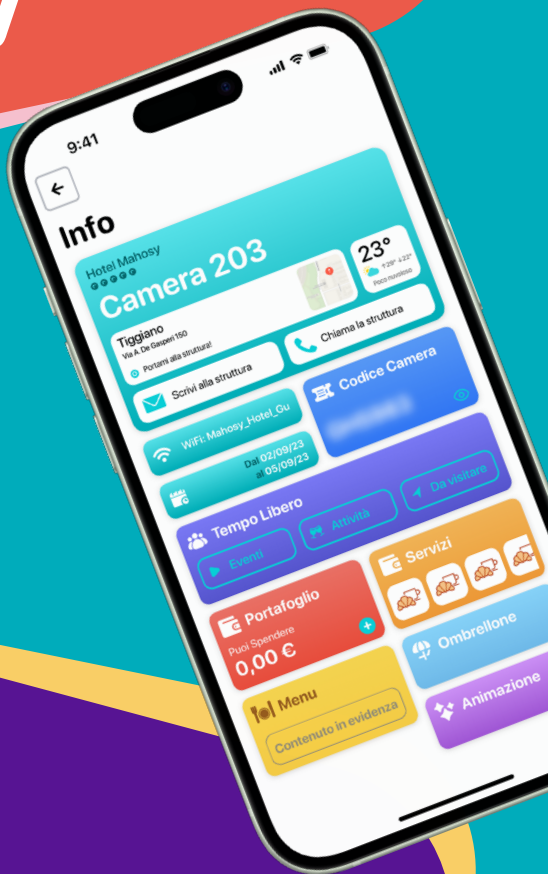 9:41
Info
Hotel Mahosy
Camera 203
Tiggiano
Via A. De Gasperi 150
Portami alla struttura!
23°
↑29° ↓22°
Poco nuvoloso
Scrivi alla struttura
Chiama la struttura
WiFi: Mahosy_Hotel_Gu
Codice Camera
Dal 02/09/23
al 05/09/23
Tempo Libero
Eventi
Attività
Da visitare
Portafoglio
Puoi Spendere
0,00 €
Servizi
Ombrellone
Menu
Contenuto in evidenza
Animazione